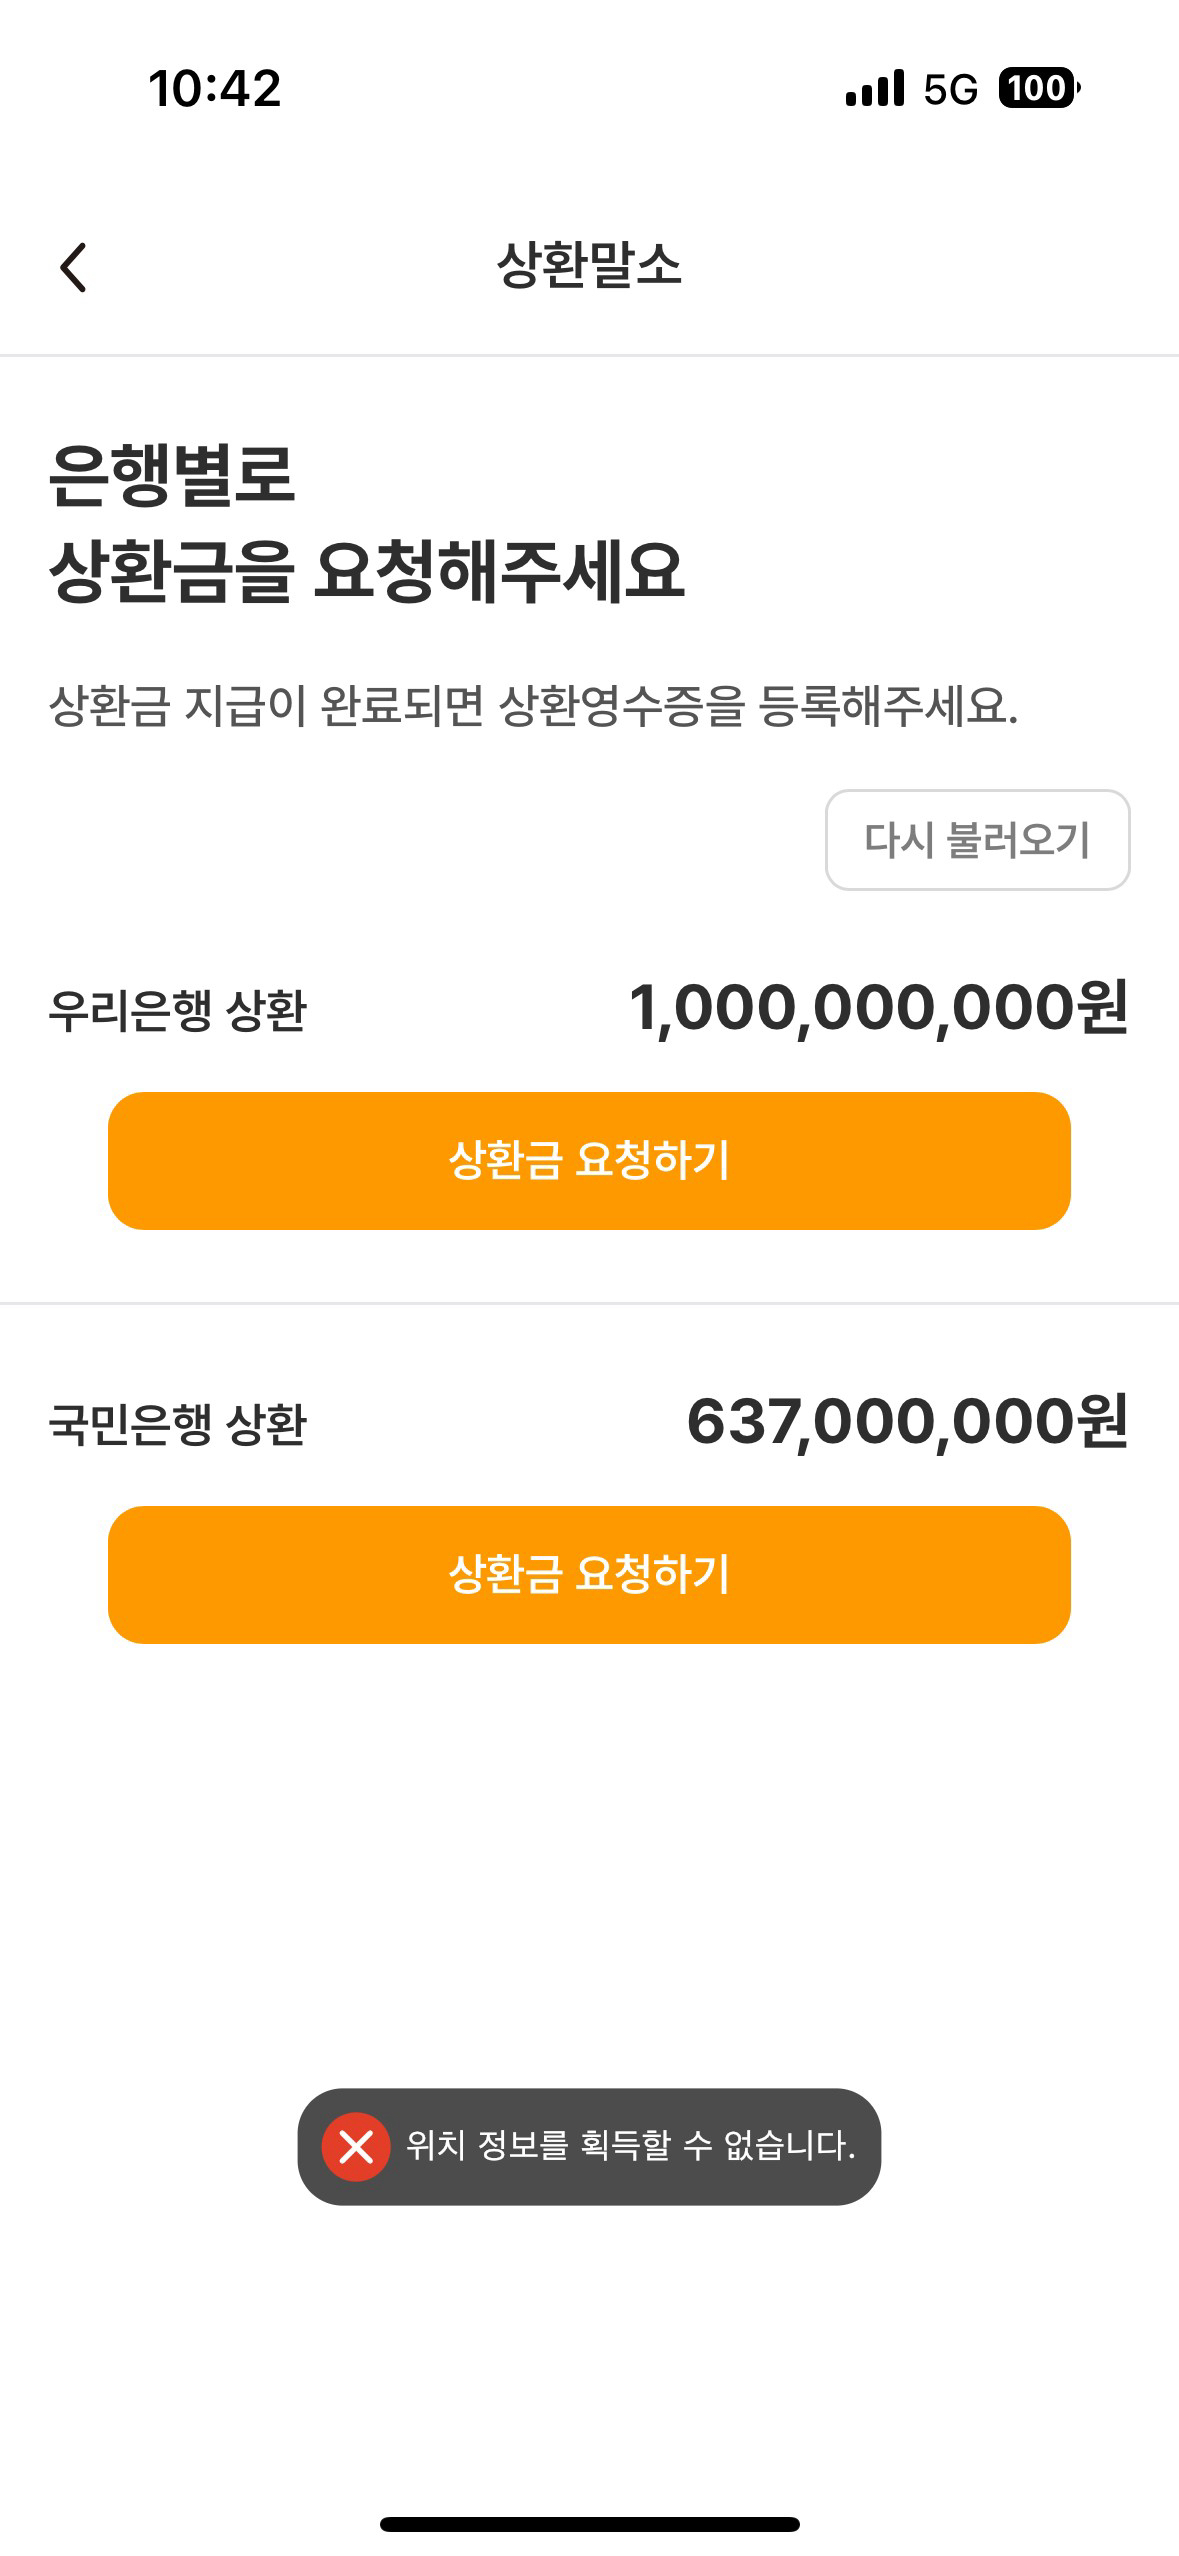 10:42
5G
100
상환말소
은행별로
상환금을 요청해주세요
상환금 지급이 완료되면 상환영수증을 등록해주세요.
다시 불러오기
우리은행 상환 1,000,000,000원
상환금 요청하기
국민은행 상환 637,000,000원
상환금 요청하기
위치 정보를 획득할 수 없습니다.